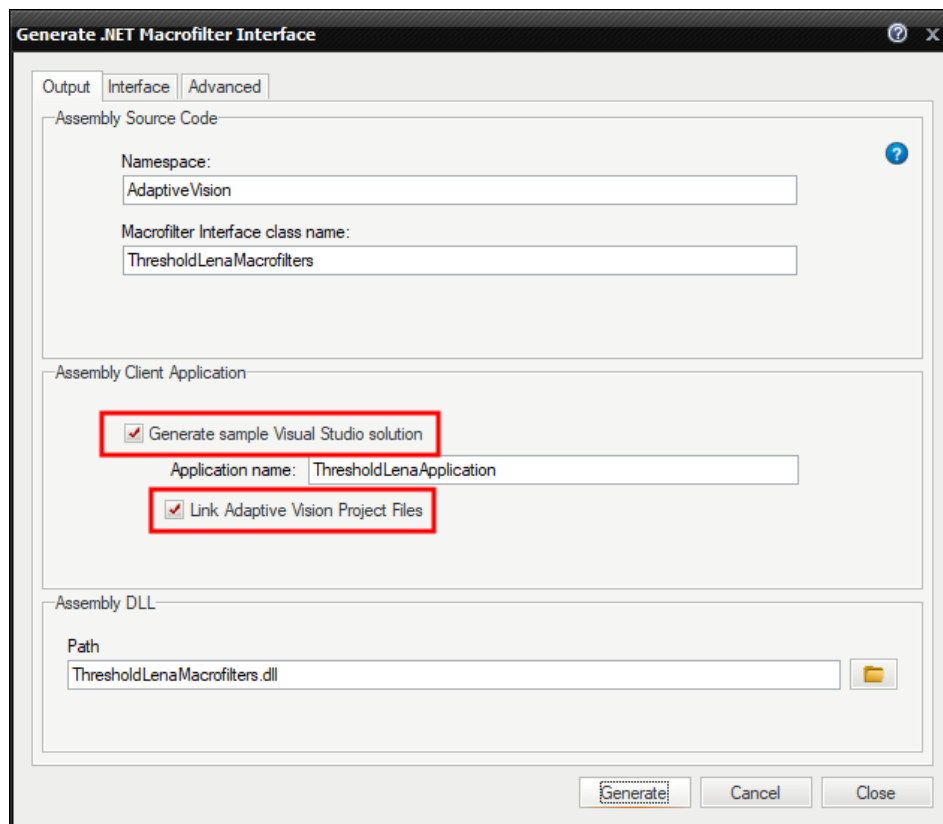 Generate .NET Macrofilter Interface
Output Interface Advanced
Assembly Source Code
Namespace:
AdaptiveVision
Macrofilter Interface class name:
ThresholdLenaMacrofilters
Assembly Client Application
Generate sample Visual Studio solution
Application name: ThresholdLenaApplication
Link Adaptive Vision Project Files
Assembly DLL
Path
ThresholdLenaMacrofilters.dll
Generate Cancel Close